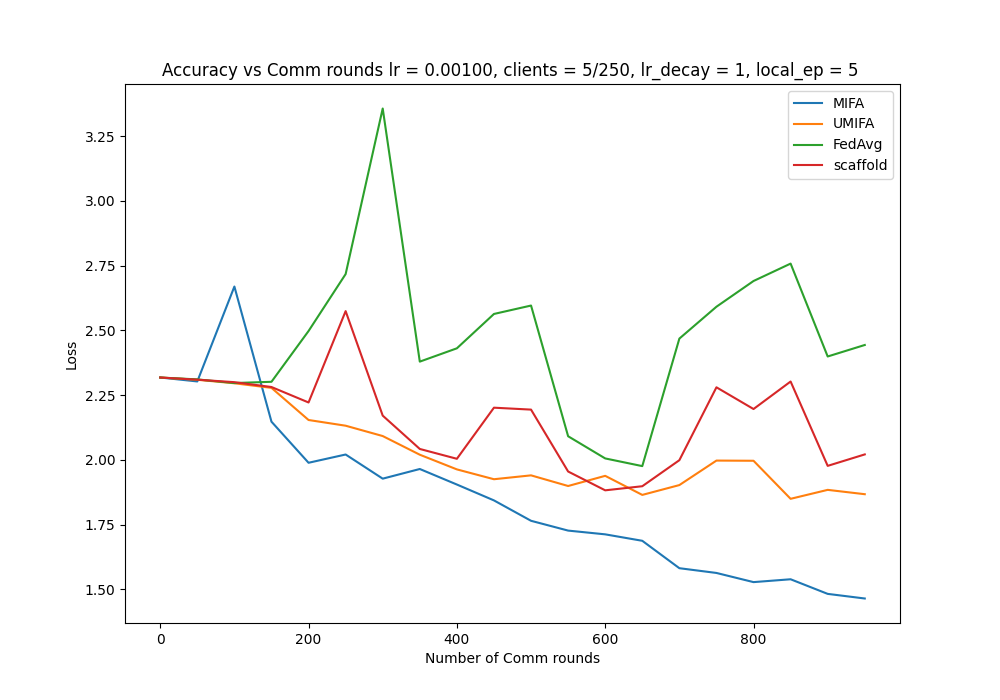 Accuracy vs Comm rounds lr = 0.00100, clients = 5/250, lr_decay = 1, local_ep = 5
MIFA
UMIFA
FedAvg
scaffold
Loss
3.25
3.00
2.75
2.50
2.25
2.00
1.75
1.50
0
200
400
600
800
Number of Comm rounds